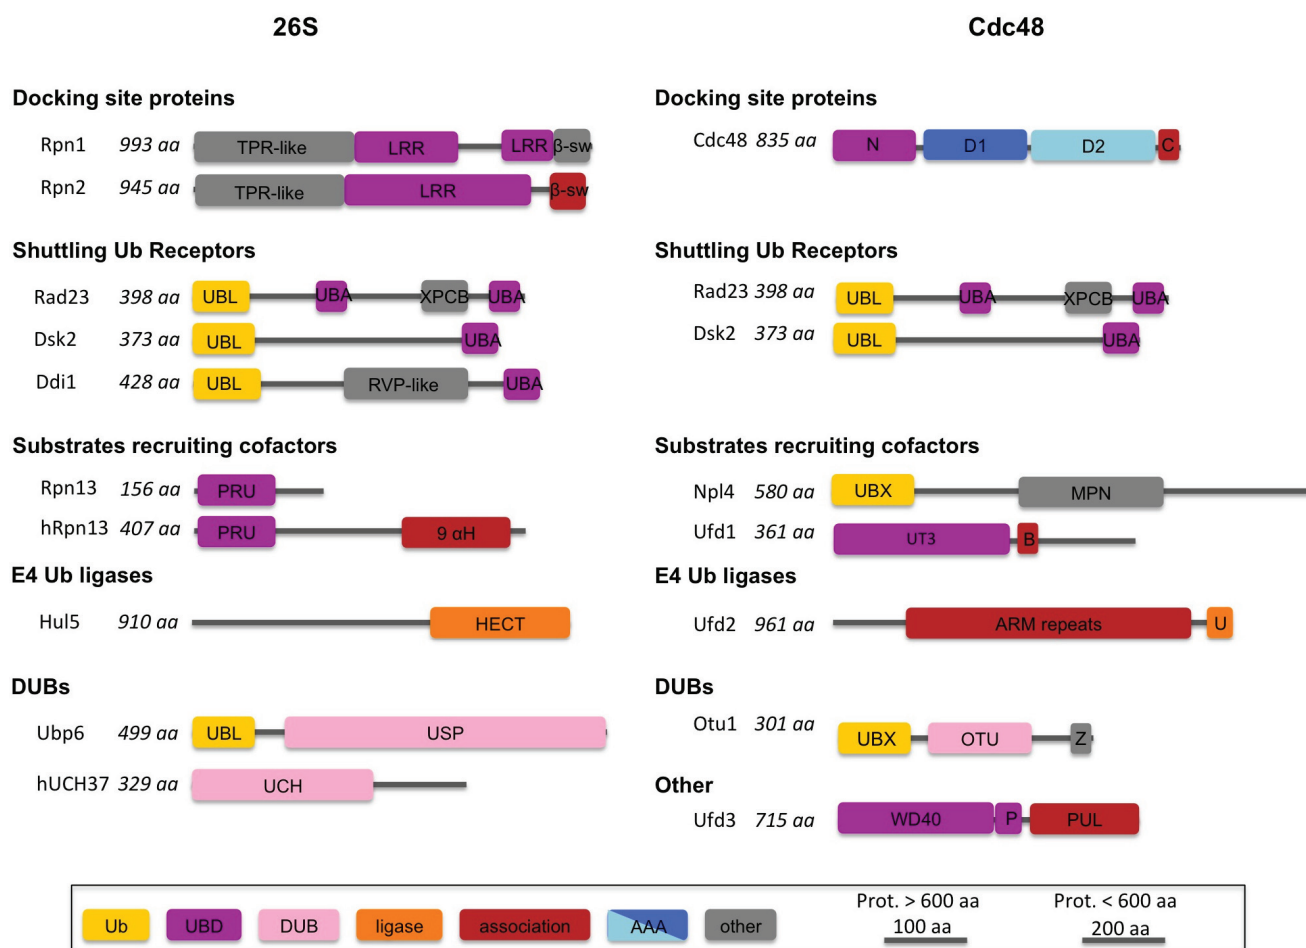 26S
Docking site proteins
Rpn1 993 aa TPR-like LRR LRR β-sw
Rpn2 945 aa TPR-like LRR β-sw
Shuttling Ub Receptors
Rad23 398 aa UBL UBA XPCB UBA
Dsk2 373 aa UBL UBA
Ddi1 428 aa UBL RVP-like UBA
Substrates recruiting cofactors
Rpn13 156 aa PRU
hRpn13 407 aa PRU 9 αH
E4 Ub ligases
Hul5 910 aa HECT
DUBs
Ubp6 499 aa UBL USP
hUCH37 329 aa UCH
Cdc48
Docking site proteins
Cdc48 835 aa N D1 D2 C
Shuttling Ub Receptors
Rad23 398 aa UBL UBA XPCB UBA
Dsk2 373 aa UBL UBA
Substrates recruiting cofactors
Npl4 580 aa UBX MPN
Ufd1 361 aa UT3 B
E4 Ub ligases
Ufd2 961 aa ARM repeats U
DUBs
Otu1 301 aa UBX OTU Z
Other
Ufd3 715 aa WD40 P PUL
Ub UBD DUB ligase association AAA other
Prot. > 600 aa
100 aa
Prot. < 600 aa
200 aa